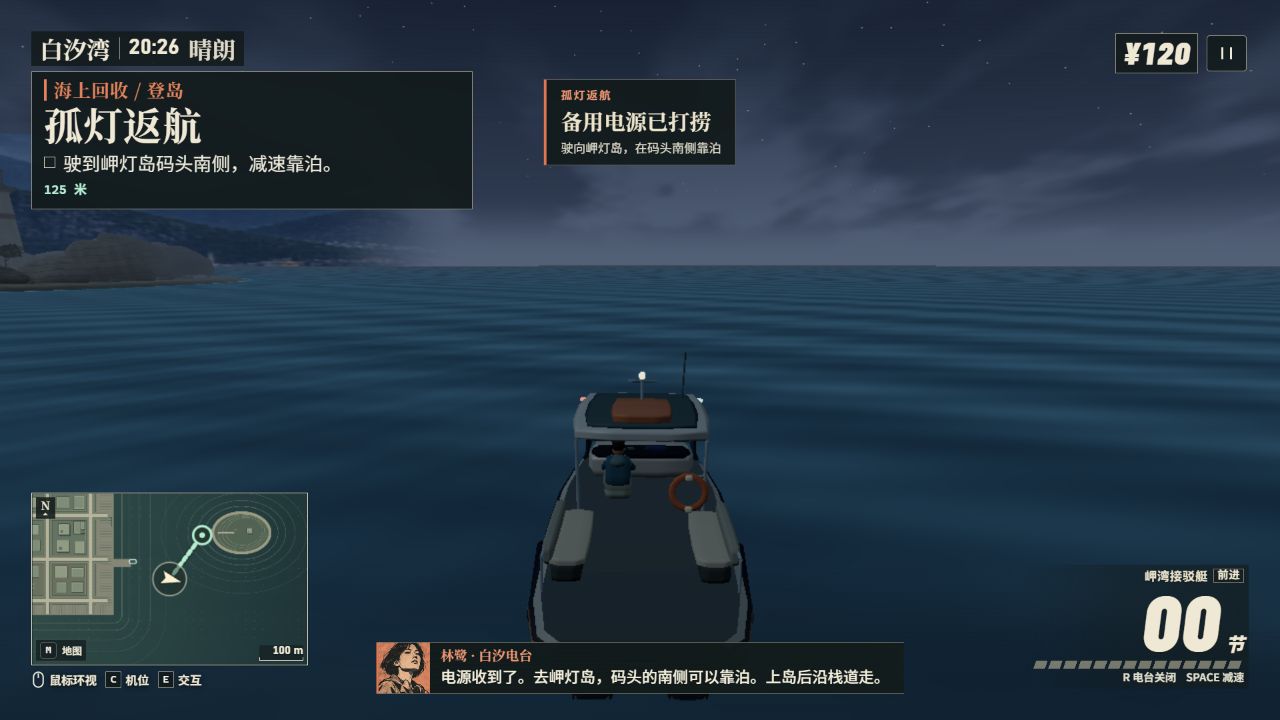 白汐湾 20:26 晴朗
¥120
海上回收 / 登岛
孤灯返航
驶到岬灯岛码头南侧，减速靠泊。
125 米
孤灯返航
备用电源已打捞
驶向岬灯岛，在码头南侧靠泊
N
M 地图
100 m
鼠标环视 C 机位 E 交互
林鹭 · 白汐电台
电源收到了。去岬灯岛，码头的南侧可以靠泊。上岛后沿栈道走。
岬湾接驳艇 前进
00 节
R 电台关闭 SPACE 减速